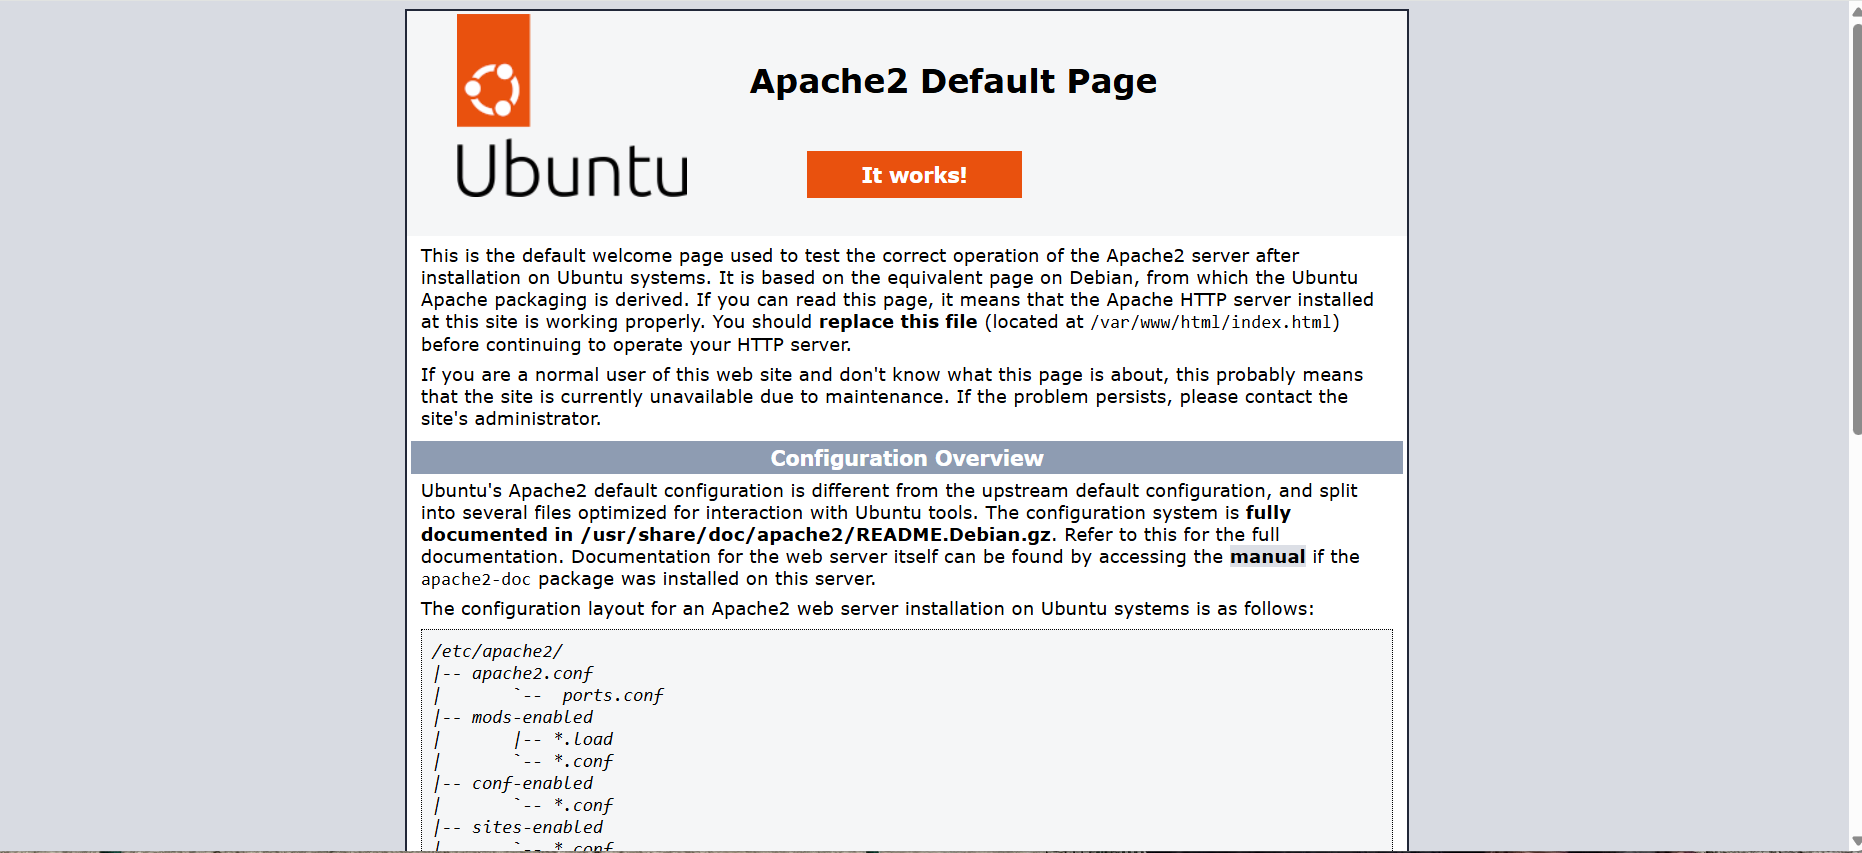 Ubuntu
Apache2 Default Page
It works!
This is the default welcome page used to test the correct operation of the Apache2 server after
installation on Ubuntu systems. It is based on the equivalent page on Debian, from which the Ubuntu
Apache packaging is derived. If you can read this page, it means that the Apache HTTP server installed
at this site is working properly. You should replace this file (located at /var/www/html/index.html)
before continuing to operate your HTTP server.
If you are a normal user of this web site and don't know what this page is about, this probably means
that the site is currently unavailable due to maintenance. If the problem persists, please contact the
site's administrator.
Configuration Overview
Ubuntu's Apache2 default configuration is different from the upstream default configuration, and split
into several files optimized for interaction with Ubuntu tools. The configuration system is fully
documented in /usr/share/doc/apache2/README.Debian.gz. Refer to this for the full
documentation. Documentation for the web server itself can be found by accessing the manual if the
apache2-doc package was installed on this server.
The configuration layout for an Apache2 web server installation on Ubuntu systems is as follows:
/etc/apache2/
|-- apache2.conf
|       `--  ports.conf
|-- mods-enabled
|       |-- *.load
|       `-- *.conf
|-- conf-enabled
|       `-- *.conf
|-- sites-enabled
|       `-- *.conf